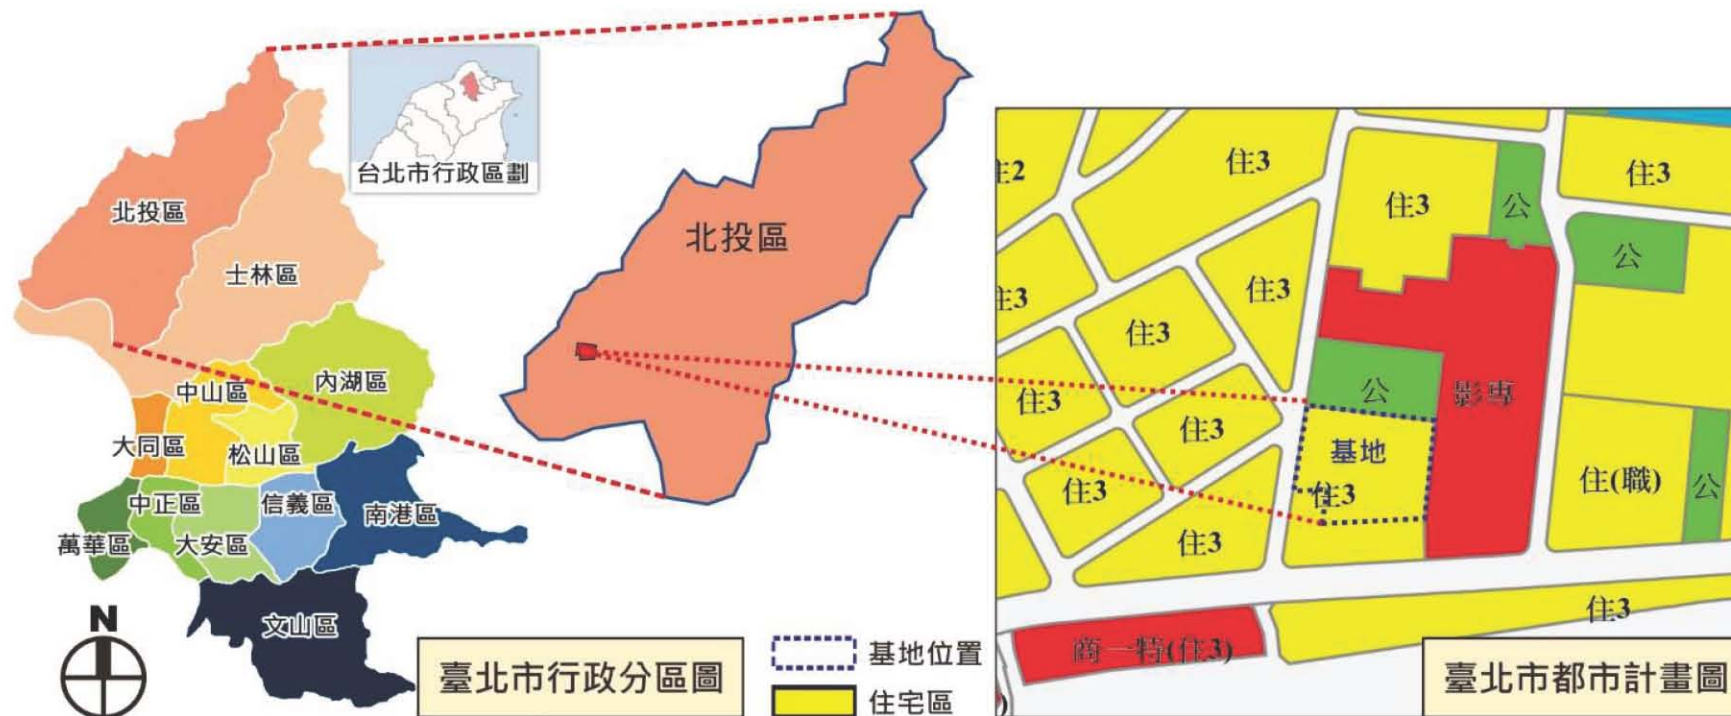 台北市行政區劃
北投區
士林區
中山區
內湖區
大同區
松山區
中正區
信義區
南港區
萬華區
大安區
文山區
N
臺北市行政分區圖
北投區
基地位置
住宅區
住3
住3
住3
公
公
住3
住3
住3
住3
公
影專
住3
基地
住3
住3
住(職)
公
住3
住3
商一特(住3)
臺北市都市計畫圖